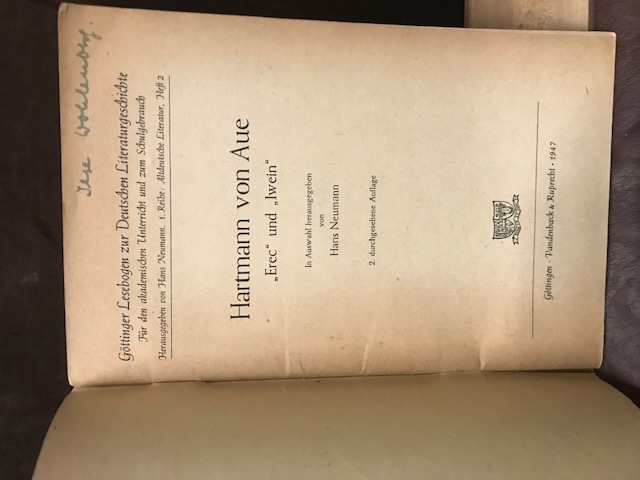 Ilse Wohlenberg.
Göttinger Lesebogen zur Deutschen Literaturgeschichte
Für den akademischen Unterricht und zum Schulgebrauch
Herausgegeben von Hans Neumann. 1. Reihe: Altdeutsche Literatur, Heft 2
Hartmann von Aue
„Erec“ und „Iwein“
In Auswahl herausgegeben
von
Hans Neumann
2. durchgesehene Auflage
Göttingen · Vandenhoeck & Ruprecht · 1947